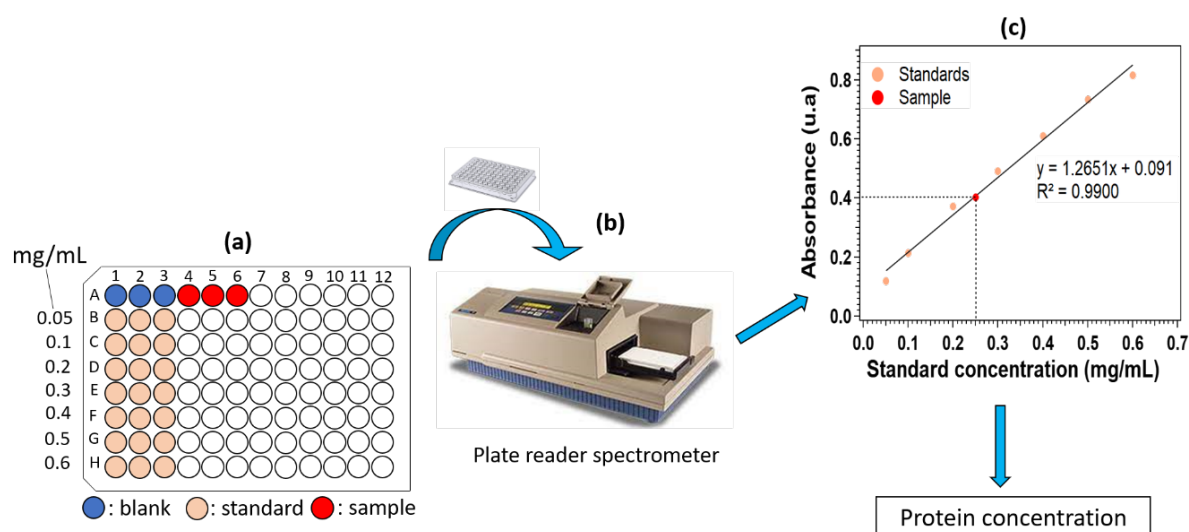 (a)
mg/mL
1 2 3 4 5 6 7 8 9 10 11 12
A
0.05 B
0.1 C
0.2 D
0.3 E
0.4 F
0.5 G
0.6 H
: blank : standard : sample
(b)
Plate reader spectrometer
(c)
Absorbance (u.a)
0.8
0.6
0.4
0.2
0.0
Standards
Sample
y = 1.2651x + 0.091
R² = 0.9900
0.0 0.1 0.2 0.3 0.4 0.5 0.6 0.7
Standard concentration (mg/mL)
Protein concentration